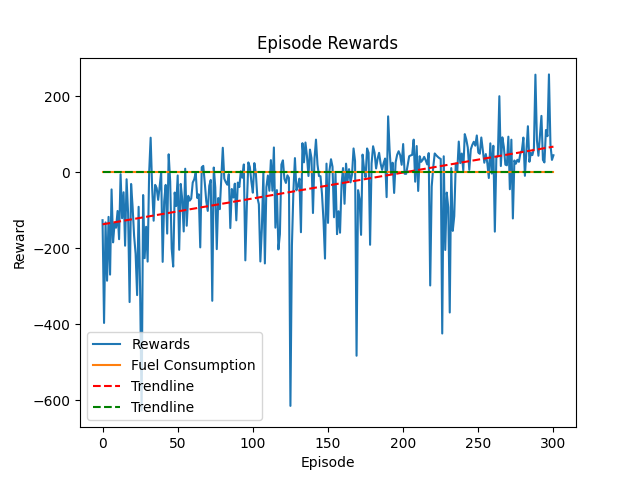 Episode Rewards
Reward
200
0
−200
−400
−600
Rewards
Fuel Consumption
Trendline
Trendline
0
50
100
150
200
250
300
Episode